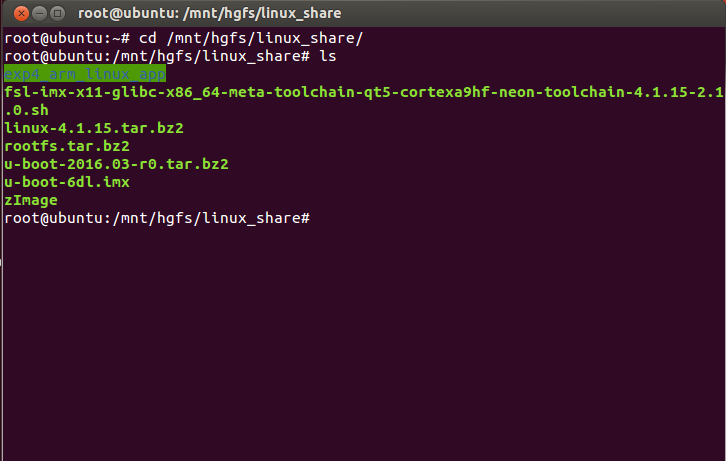 root@ubuntu: /mnt/hgfs/linux_share
root@ubuntu:~# cd /mnt/hgfs/linux_share/
root@ubuntu:/mnt/hgfs/linux_share# ls
exp4_arm_linux_app
fsl-imx-x11-glibc-x86_64-meta-toolchain-qt5-cortexa9hf-neon-toolchain-4.1.15-2.1
.0.sh
linux-4.1.15.tar.bz2
rootfs.tar.bz2
u-boot-2016.03-r0.tar.bz2
u-boot-6dl.imx
zImage
root@ubuntu:/mnt/hgfs/linux_share#